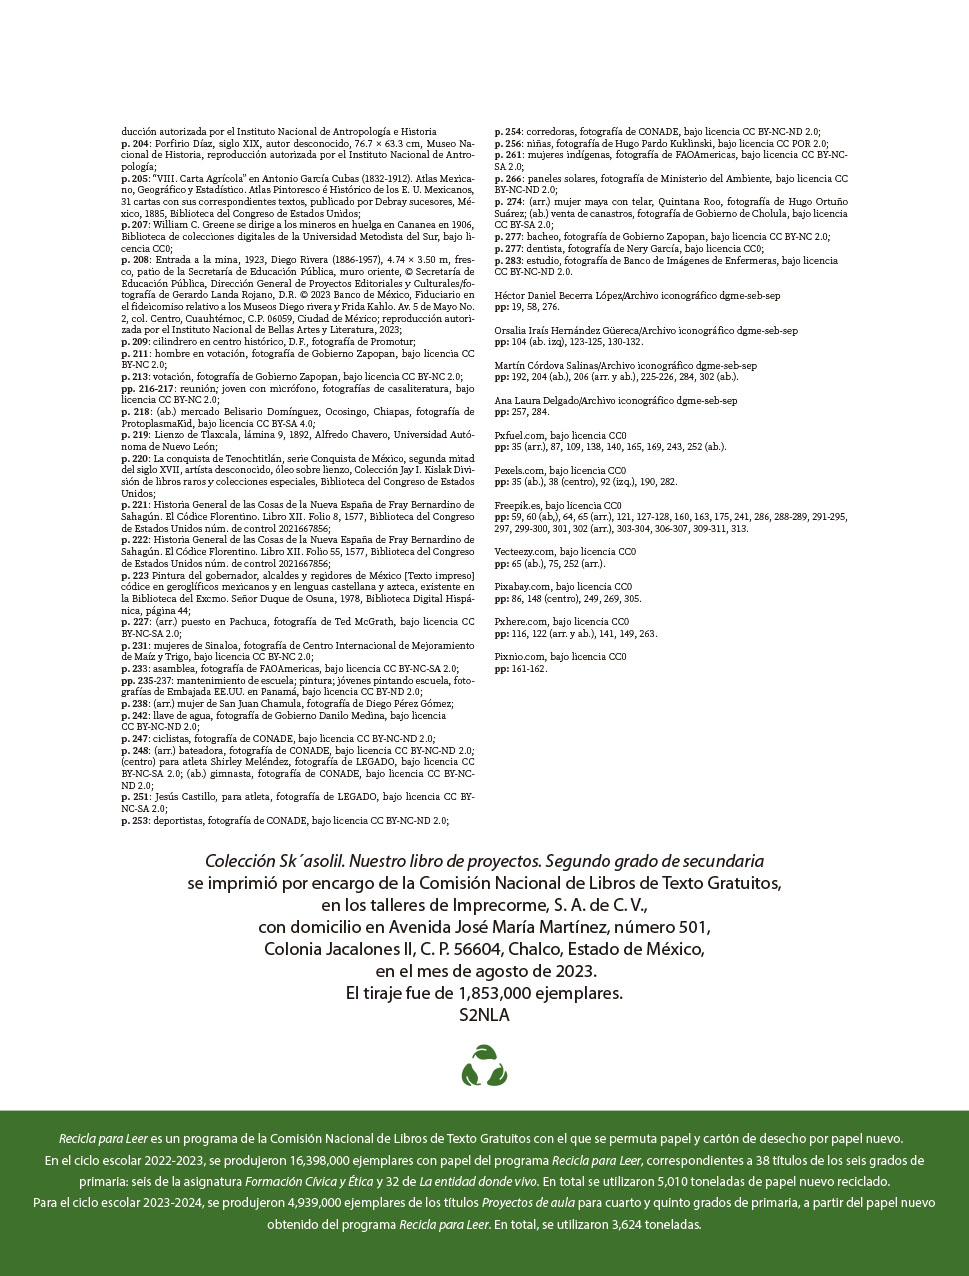 ducción autorizada por el Instituto Nacional de Antropología e Historia
p. 204: Porfirio Díaz, siglo XIX, autor desconocido, 76.7 × 63.3 cm, Museo Na-
cional de Historia, reproducción autorizada por el Instituto Nacional de Antro-
pología;
p. 205: "VIII. Carta Agrícola" en Antonio García Cubas (1832-1912). Atlas Mexica-
no, Geográfico y Estadístico. Atlas Pintoresco é Histórico de los E. U. Mexicanos,
31 cartas con sus correspondientes textos, publicado por Debray sucesores, Mé-
xico, 1885, Biblioteca del Congreso de Estados Unidos;
p. 207: William C. Greene se dirige a los mineros en huelga en Cananea en 1906,
Biblioteca de colecciones digitales de la Universidad Metodista del Sur, bajo li-
cencia CC0;
p. 208: Entrada a la mina, 1923, Diego Rivera (1886-1957), 4.74 × 3.50 m, fres-
co, patio de la Secretaría de Educación Pública, muro oriente, © Secretaría de
Educación Pública, Dirección General de Proyectos Editoriales y Culturales/fo-
tografía de Gerardo Landa Rojano, D.R. © 2023 Banco de México, Fiduciario en
el fideicomiso relativo a los Museos Diego rivera y Frida Kahlo. Av. 5 de Mayo No.
2, col. Centro, Cuauhtémoc, C.P. 06059, Ciudad de México; reproducción autori-
zada por el Instituto Nacional de Bellas Artes y Literatura, 2023;
p. 209: cilindrero en centro histórico, D.F., fotografía de Promotur;
p. 211: hombre en votación, fotografía de Gobierno Zapopan, bajo licencia CC
BY-NC 2.0;
p. 213: votación, fotografía de Gobierno Zapopan, bajo licencia CC BY-NC 2.0;
pp. 216-217: reunión; joven con micrófono, fotografías de casaliteratura, bajo
licencia CC BY-NC 2.0;
p. 218: (ab.) mercado Belisario Domínguez, Ocosingo, Chiapas, fotografía de
ProtoplasmaKid, bajo licencia CC BY-SA 4.0;
p. 219: Lienzo de Tlaxcala, lámina 9, 1892, Alfredo Chavero, Universidad Autó-
noma de Nuevo León;
p. 220: La conquista de Tenochtitlán, serie Conquista de México, segunda mitad
del siglo XVII, artista desconocido, óleo sobre lienzo, Colección Jay I. Kislak Divi-
sión de libros raros y colecciones especiales, Biblioteca del Congreso de Estados
Unidos;
p. 221: Historia General de las Cosas de la Nueva España de Fray Bernardino de
Sahagún. El Códice Florentino. Libro XII. Folio 8, 1577, Biblioteca del Congreso
de Estados Unidos núm. de control 2021667856;
p. 222: Historia General de las Cosas de la Nueva España de Fray Bernardino de
Sahagún. El Códice Florentino. Libro XII. Folio 55, 1577, Biblioteca del Congreso
de Estados Unidos núm. de control 2021667856;
p. 223 Pintura del gobernador, alcaldes y regidores de México [Texto impreso]
códice en geroglíficos mexicanos y en lenguas castellana y azteca, existente en
la Biblioteca del Excmo. Señor Duque de Osuna, 1978, Biblioteca Digital Hispá-
nica, página 44;
p. 227: (arr.) puesto en Pachuca, fotografía de Ted McGrath, bajo licencia CC
BY-NC-SA 2.0;
p. 231: mujeres de Sinaloa, fotografía de Centro Internacional de Mejoramiento
de Maíz y Trigo, bajo licencia CC BY-NC 2.0;
p. 233: asamblea, fotografía de FAOAmericas, bajo licencia CC BY-NC-SA 2.0;
pp. 235-237: mantenimiento de escuela; pintura; jóvenes pintando escuela, foto-
grafías de Embajada EE.UU. en Panamá, bajo licencia CC BY-ND 2.0;
p. 238: (arr.) mujer de San Juan Chamula, fotografía de Diego Pérez Gómez;
p. 242: llave de agua, fotografía de Gobierno Danilo Medina, bajo licencia
CC BY-NC-ND 2.0;
p. 247: ciclistas, fotografía de CONADE, bajo licencia CC BY-NC-ND 2.0;
p. 248: (arr.) bateadora, fotografía de CONADE, bajo licencia CC BY-NC-ND 2.0;
(centro) para atleta Shirley Meléndez, fotografía de LEGADO, bajo licencia CC
BY-NC-SA 2.0; (ab.) gimnasta, fotografía de CONADE, bajo licencia CC BY-NC-
ND 2.0;
p. 251: Jesús Castillo, para atleta, fotografía de LEGADO, bajo licencia CC BY-
NC-SA 2.0;
p. 253: deportistas, fotografía de CONADE, bajo licencia CC BY-NC-ND 2.0;
p. 254: corredoras, fotografía de CONADE, bajo licencia CC BY-NC-ND 2.0;
p. 256: niñas, fotografía de Hugo Pardo Kuklinski, bajo licencia CC POR 2.0;
p. 261: mujeres indígenas, fotografía de FAOAmericas, bajo licencia CC BY-NC-
SA 2.0;
p. 266: paneles solares, fotografía de Ministerio del Ambiente, bajo licencia CC
BY-NC-ND 2.0;
p. 274: (arr.) mujer maya con telar, Quintana Roo, fotografía de Hugo Ortuño
Suárez; (ab.) venta de canastros, fotografía de Gobierno de Cholula, bajo licencia
CC BY-SA 2.0;
p. 277: bacheo, fotografía de Gobierno Zapopan, bajo licencia CC BY-NC 2.0;
p. 277: dentista, fotografía de Nery García, bajo licencia CC0;
p. 283: estudio, fotografía de Banco de Imágenes de Enfermeras, bajo licencia
CC BY-NC-ND 2.0.
Héctor Daniel Becerra López/Archivo iconográfico dgme-seb-sep
pp: 19, 58, 276.
Orsalia Iraís Hernández Güereca/Archivo iconográfico dgme-seb-sep
pp: 104 (ab. izq), 123-125, 130-132.
Martín Córdova Salinas/Archivo iconográfico dgme-seb-sep
pp: 192, 204 (ab.), 206 (arr. y ab.), 225-226, 284, 302 (ab.).
Ana Laura Delgado/Archivo iconográfico dgme-seb-sep
pp: 257, 284.
Pxfuel.com, bajo licencia CC0
pp: 35 (arr.), 87, 109, 138, 140, 165, 169, 243, 252 (ab.).
Pexels.com, bajo licencia CC0
pp: 35 (ab.), 38 (centro), 92 (izq.), 190, 282.
Freepik.es, bajo licencia CC0
pp: 59, 60 (ab,), 64, 65 (arr.), 121, 127-128, 160, 163, 175, 241, 286, 288-289, 291-295,
297, 299-300, 301, 302 (arr.), 303-304, 306-307, 309-311, 313.
Vecteezy.com, bajo licencia CC0
pp: 65 (ab.), 75, 252 (arr.).
Pixabay.com, bajo licencia CC0
pp: 86, 148 (centro), 249, 269, 305.
Pxhere.com, bajo licencia CC0
pp: 116, 122 (arr. y ab.), 141, 149, 263.
Pixnio.com, bajo licencia CC0
pp: 161-162.
Colección Sk´asolil. Nuestro libro de proyectos. Segundo grado de secundaria
se imprimió por encargo de la Comisión Nacional de Libros de Texto Gratuitos,
en los talleres de Imprecorme, S. A. de C. V.,
con domicilio en Avenida José María Martínez, número 501,
Colonia Jacalones II, C. P. 56604, Chalco, Estado de México,
en el mes de agosto de 2023.
El tiraje fue de 1,853,000 ejemplares.
S2NLA
Recicla para Leer es un programa de la Comisión Nacional de Libros de Texto Gratuitos con el que se permuta papel y cartón de desecho por papel nuevo.
En el ciclo escolar 2022-2023, se produjeron 16,398,000 ejemplares con papel del programa Recicla para Leer, correspondientes a 38 títulos de los seis grados de
primaria: seis de la asignatura Formación Cívica y Ética y 32 de La entidad donde vivo. En total se utilizaron 5,010 toneladas de papel nuevo reciclado.
Para el ciclo escolar 2023-2024, se produjeron 4,939,000 ejemplares de los títulos Proyectos de aula para cuarto y quinto grados de primaria, a partir del papel nuevo
obtenido del programa Recicla para Leer. En total, se utilizaron 3,624 toneladas.